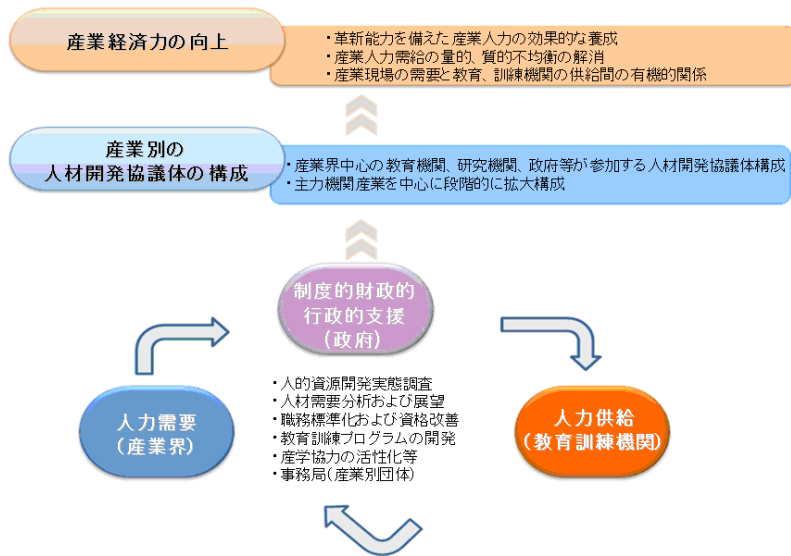 産業経済力の向上
・革新能力を備えた産業人力の効果的な養成
・産業人力需給の量的、質的不均衡の解消
・産業現場の需要と教育、訓練機関の供給間の有機的関係
産業別の
人材開発協議体の構成
・産業界中心の教育機関、研究機関、政府等が参加する人材開発協議体構成
・主力機関産業を中心に段階的に拡大構成
制度的財政的
行政的支援
(政府)
人力需要
(産業界)
・人的資源開発実態調査
・人材需要分析および展望
・職務標準化および資格改善
・教育訓練プログラムの開発
・産学協力の活性化等
・事務局(産業別団体)
人力供給
(教育訓練機関)